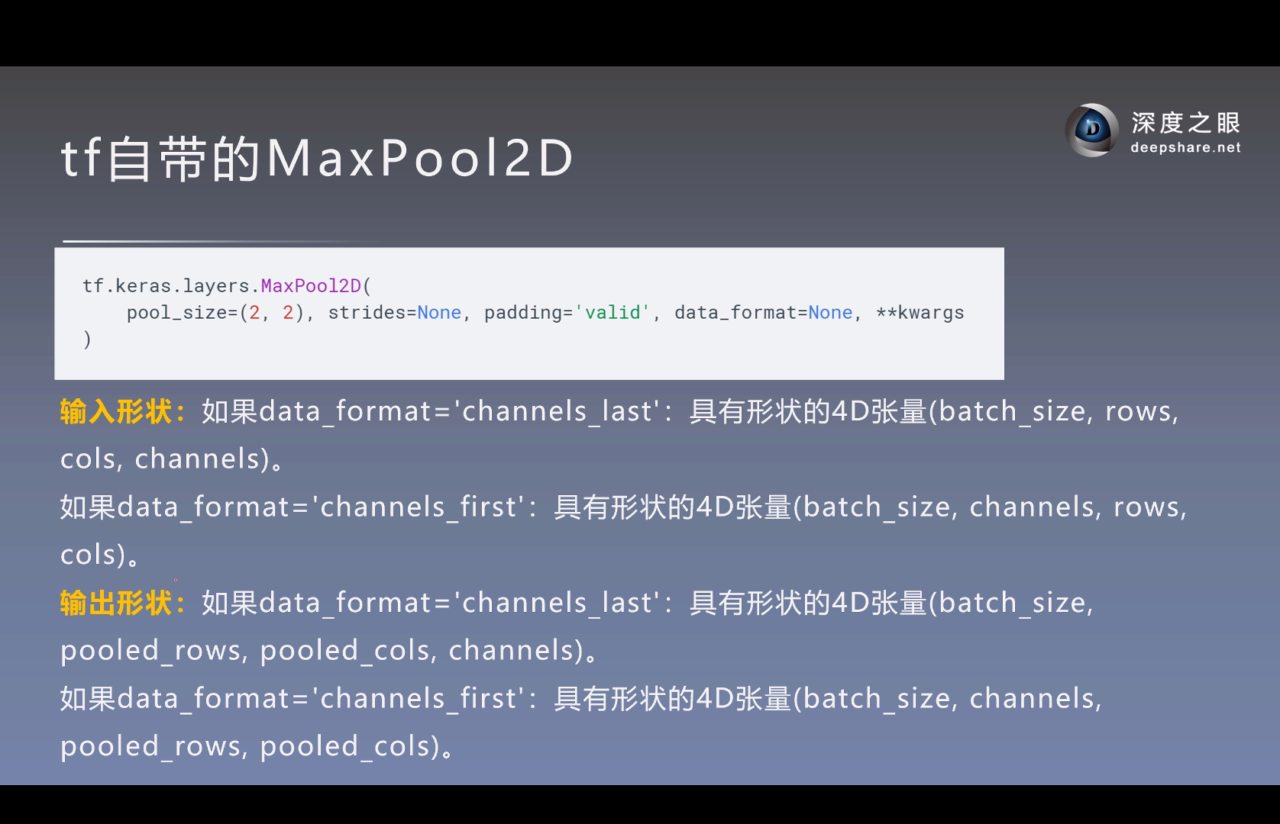 tf自带的MaxPool2D
深度之眼
deepshare.net
tf.keras.layers.MaxPool2D(
    pool_size=(2, 2), strides=None, padding='valid', data_format=None, **kwargs
)
输入形状：如果data_format='channels_last'：具有形状的4D张量(batch_size, rows,
cols, channels)。
如果data_format='channels_first'：具有形状的4D张量(batch_size, channels, rows,
cols)。
输出形状：如果data_format='channels_last'：具有形状的4D张量(batch_size,
pooled_rows, pooled_cols, channels)。
如果data_format='channels_first'：具有形状的4D张量(batch_size, channels,
pooled_rows, pooled_cols)。